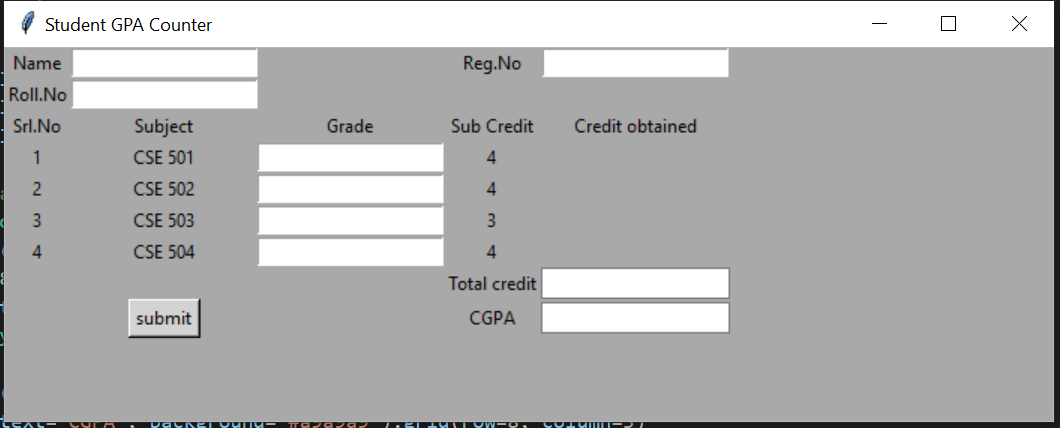 Student GPA Counter
Name Reg.No
Roll.No
Srl.No Subject Grade Sub Credit Credit obtained
1 CSE 501 4
2 CSE 502 4
3 CSE 503 3
4 CSE 504 4
Total credit
submit CGPA
text="CGPA", background="#a9a9a9").grid(row=8, column=3)